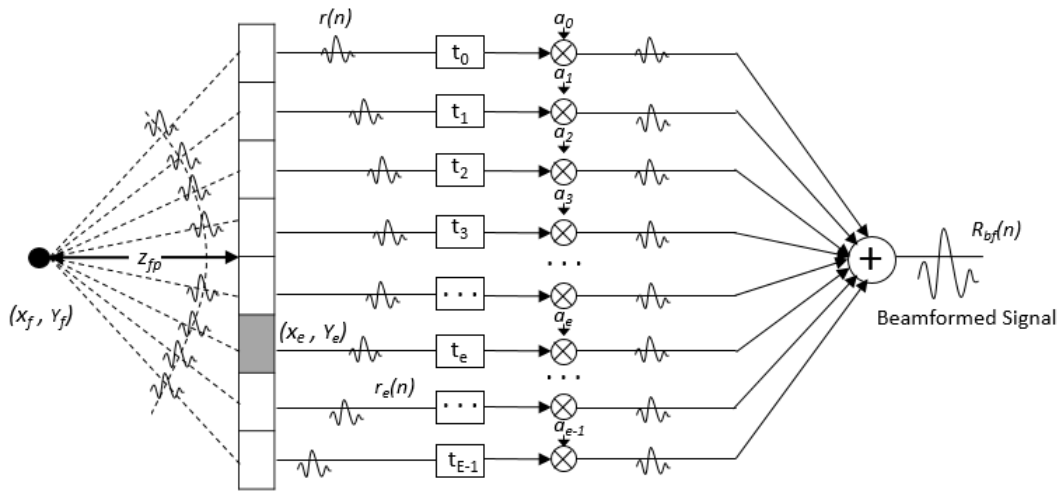 r(n)
a0
t0
a1
t1
a2
t2
a3
t3
. . .
Zfp
Rbf(n)
+
(xf , Yf)
. . .
ae
Beamformed Signal
(xe , Ye)
te
. . .
re(n)
. . .
ae-1
tE-1